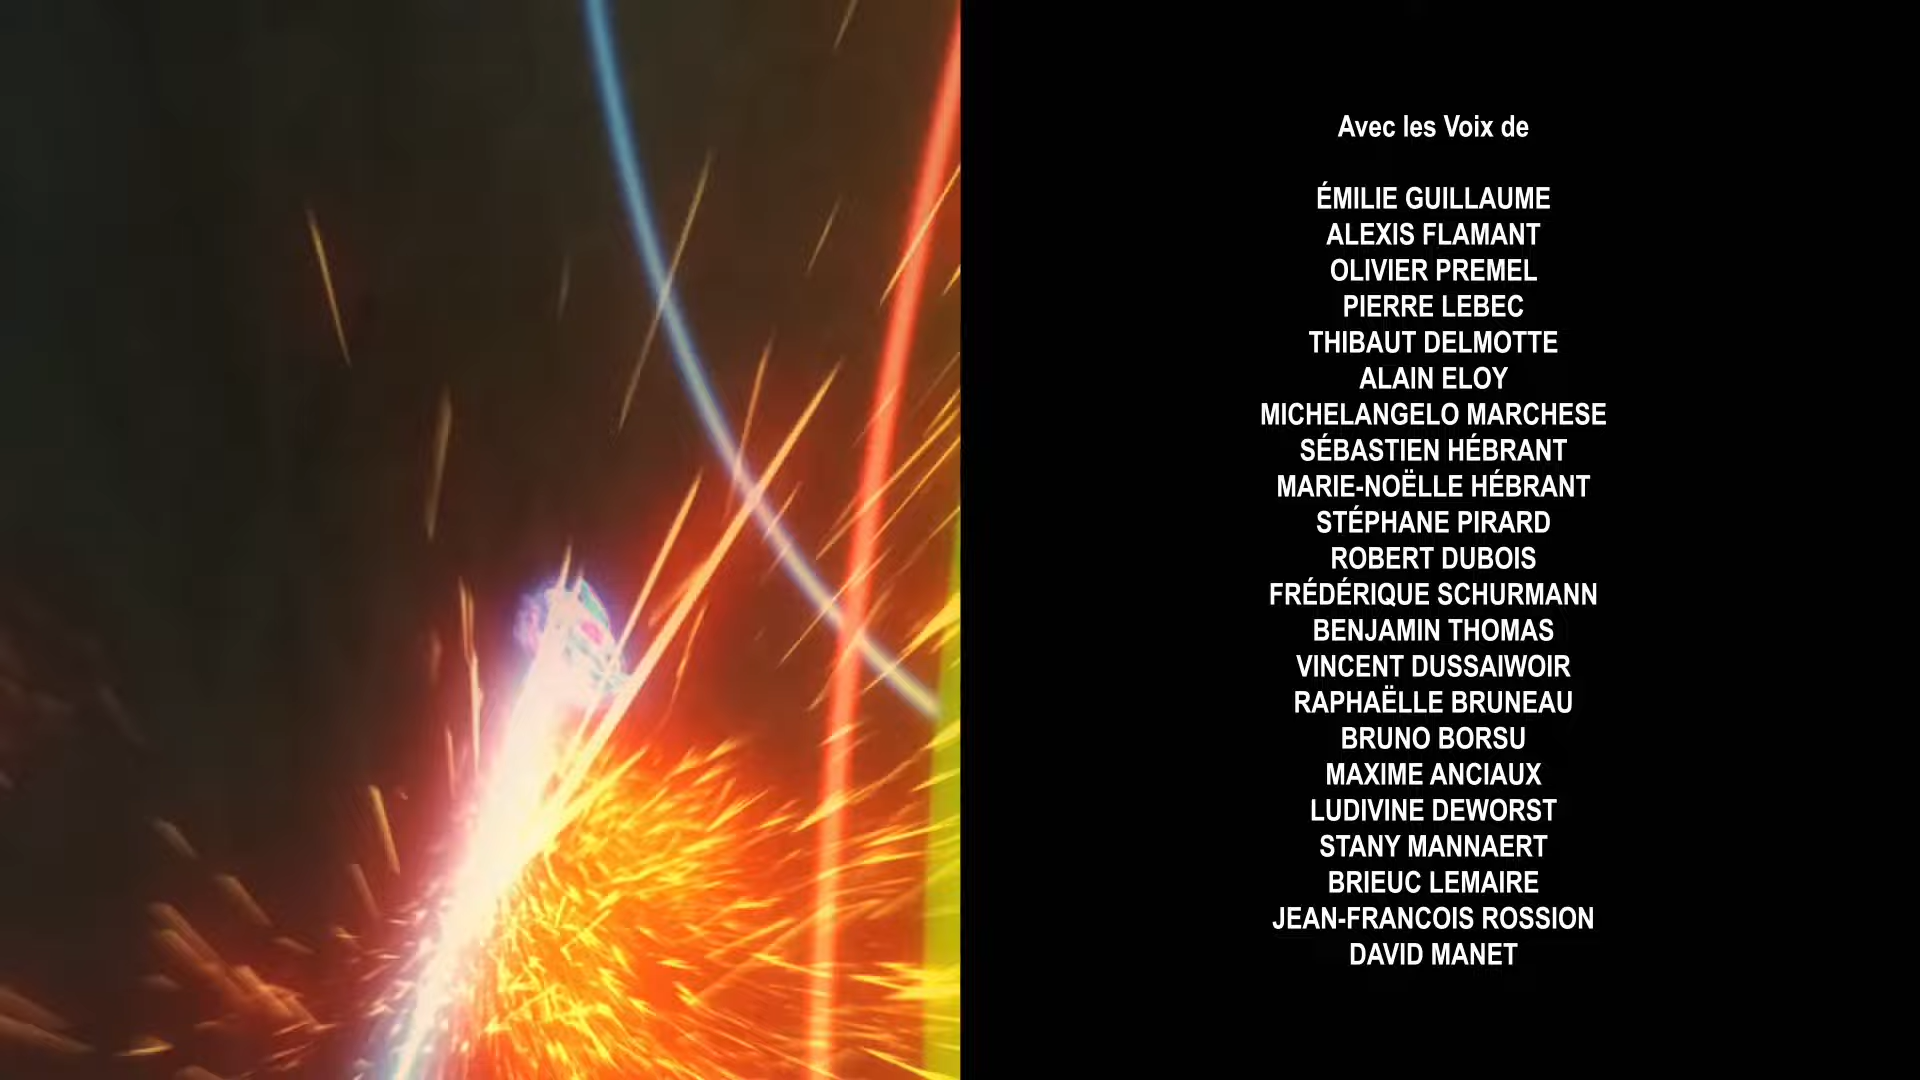 Avec les Voix de
ÉMILIE GUILLAUME
ALEXIS FLAMANT
OLIVIER PREMEL
PIERRE LEBEC
THIBAUT DELMOTTE
ALAIN ELOY
MICHELANGELO MARCHESE
SÉBASTIEN HÉBRANT
MARIE-NOËLLE HÉBRANT
STÉPHANE PIRARD
ROBERT DUBOIS
FRÉDÉRIQUE SCHURMANN
BENJAMIN THOMAS
VINCENT DUSSAIWOIR
RAPHAËLLE BRUNEAU
BRUNO BORSU
MAXIME ANCIAUX
LUDIVINE DEWORST
STANY MANNAERT
BRIEUC LEMAIRE
JEAN-FRANCOIS ROSSION
DAVID MANET